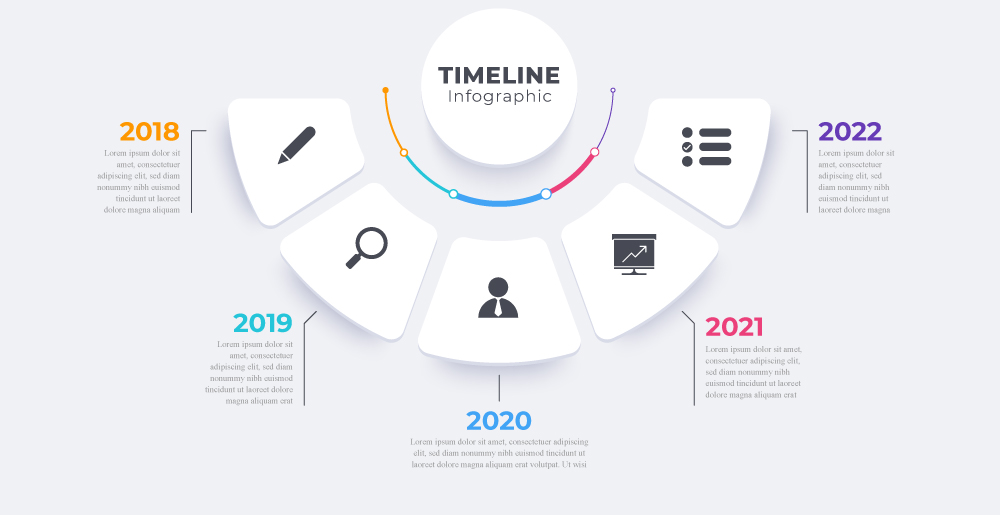 TIMELINE
Infographic
2018
Lorem ipsum dolor sit
amet, consectetuer
adipiscing elit, sed diam
nonummy nibh euismod
tincidunt ut laoreet
dolore magna aliquam
2019
Lorem ipsum dolor sit
amet, consectetuer
adipiscing elit, sed diam
nonummy nibh euismod
tincidunt ut laoreet dolore
magna aliquam erat
2020
Lorem ipsum dolor sit amet, consectetuer adipiscing
elit, sed diam nonummy nibh euismod tincidunt ut
laoreet dolore magna aliquam erat volutpat. Ut wisi
2021
Lorem ipsum dolor sit amet,
consectetuer adipiscing elit,
sed diam nonummy nibh
euismod tincidunt ut laoreet
dolore magna aliquam erat
2022
Lorem ipsum dolor sit
amet, consectetuer
adipiscing elit, sed
diam nonummy nibh
euismod tincidunt ut
laoreet dolore magna